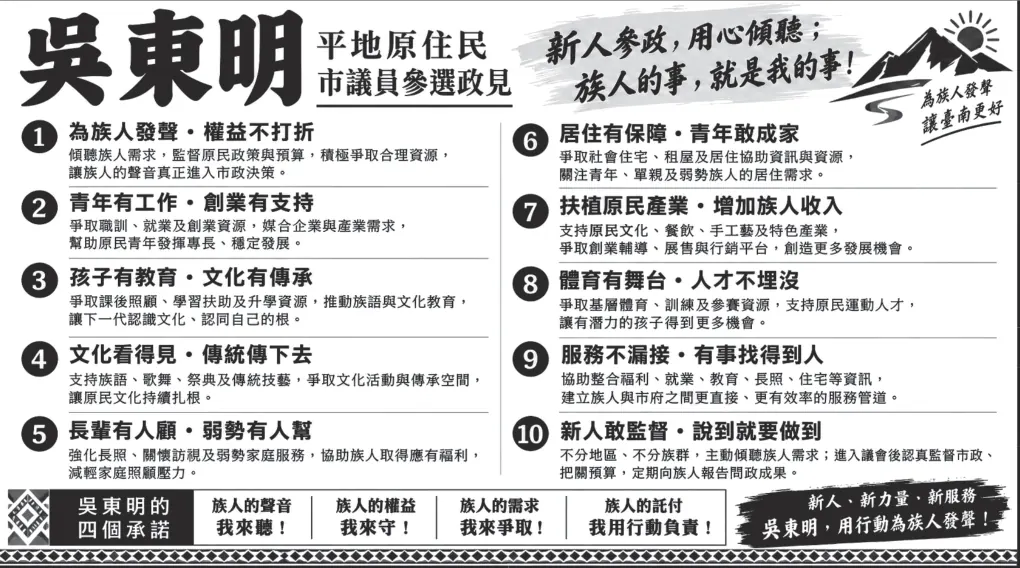 吳東明
平地原住民
市議員參選政見
新人參政，用心傾聽；
族人的事，就是我的事！
為族人發聲
讓臺南更好
1 為族人發聲・權益不打折
傾聽族人需求，監督原民政策與預算，積極爭取合理資源，
讓族人的聲音真正進入市政決策。
2 青年有工作・創業有支持
爭取職訓、就業及創業資源，媒合企業與產業需求，
幫助原民青年發揮專長、穩定發展。
3 孩子有教育・文化有傳承
爭取課後照顧、學習扶助及升學資源，推動族語與文化教育，
讓下一代認識文化、認同自己的根。
4 文化看得見・傳統傳下去
支持族語、歌舞、祭典及傳統技藝，爭取文化活動與傳承空間，
讓原民文化持續扎根。
5 長輩有人顧・弱勢有人幫
強化長照、關懷訪視及弱勢家庭服務，協助族人取得應有福利，
減輕家庭照顧壓力。
6 居住有保障・青年敢成家
爭取社會住宅、租屋及居住協助資訊與資源，
關注青年、單親及弱勢族人的居住需求。
7 扶植原民產業・增加族人收入
支持原民文化、餐飲、手工藝及特色產業，
爭取創業輔導、展售與行銷平台，創造更多發展機會。
8 體育有舞台・人才不埋沒
爭取基層體育、訓練及參賽資源，支持原民運動人才，
讓有潛力的孩子得到更多機會。
9 服務不漏接・有事找得到人
協助整合福利、就業、教育、長照、住宅等資訊，
建立族人與市府之間更直接、更有效率的服務管道。
10 新人敢監督・說到就要做到
不分地區、不分族群，主動傾聽族人需求；進入議會後認真監督市政、
把關預算，定期向族人報告問政成果。
吳東明的
四個承諾
族人的聲音
我來聽！
族人的權益
我來守！
族人的需求
我來爭取！
族人的託付
我用行動負責！
新人、新力量、新服務
吳東明，用行動為族人發聲！